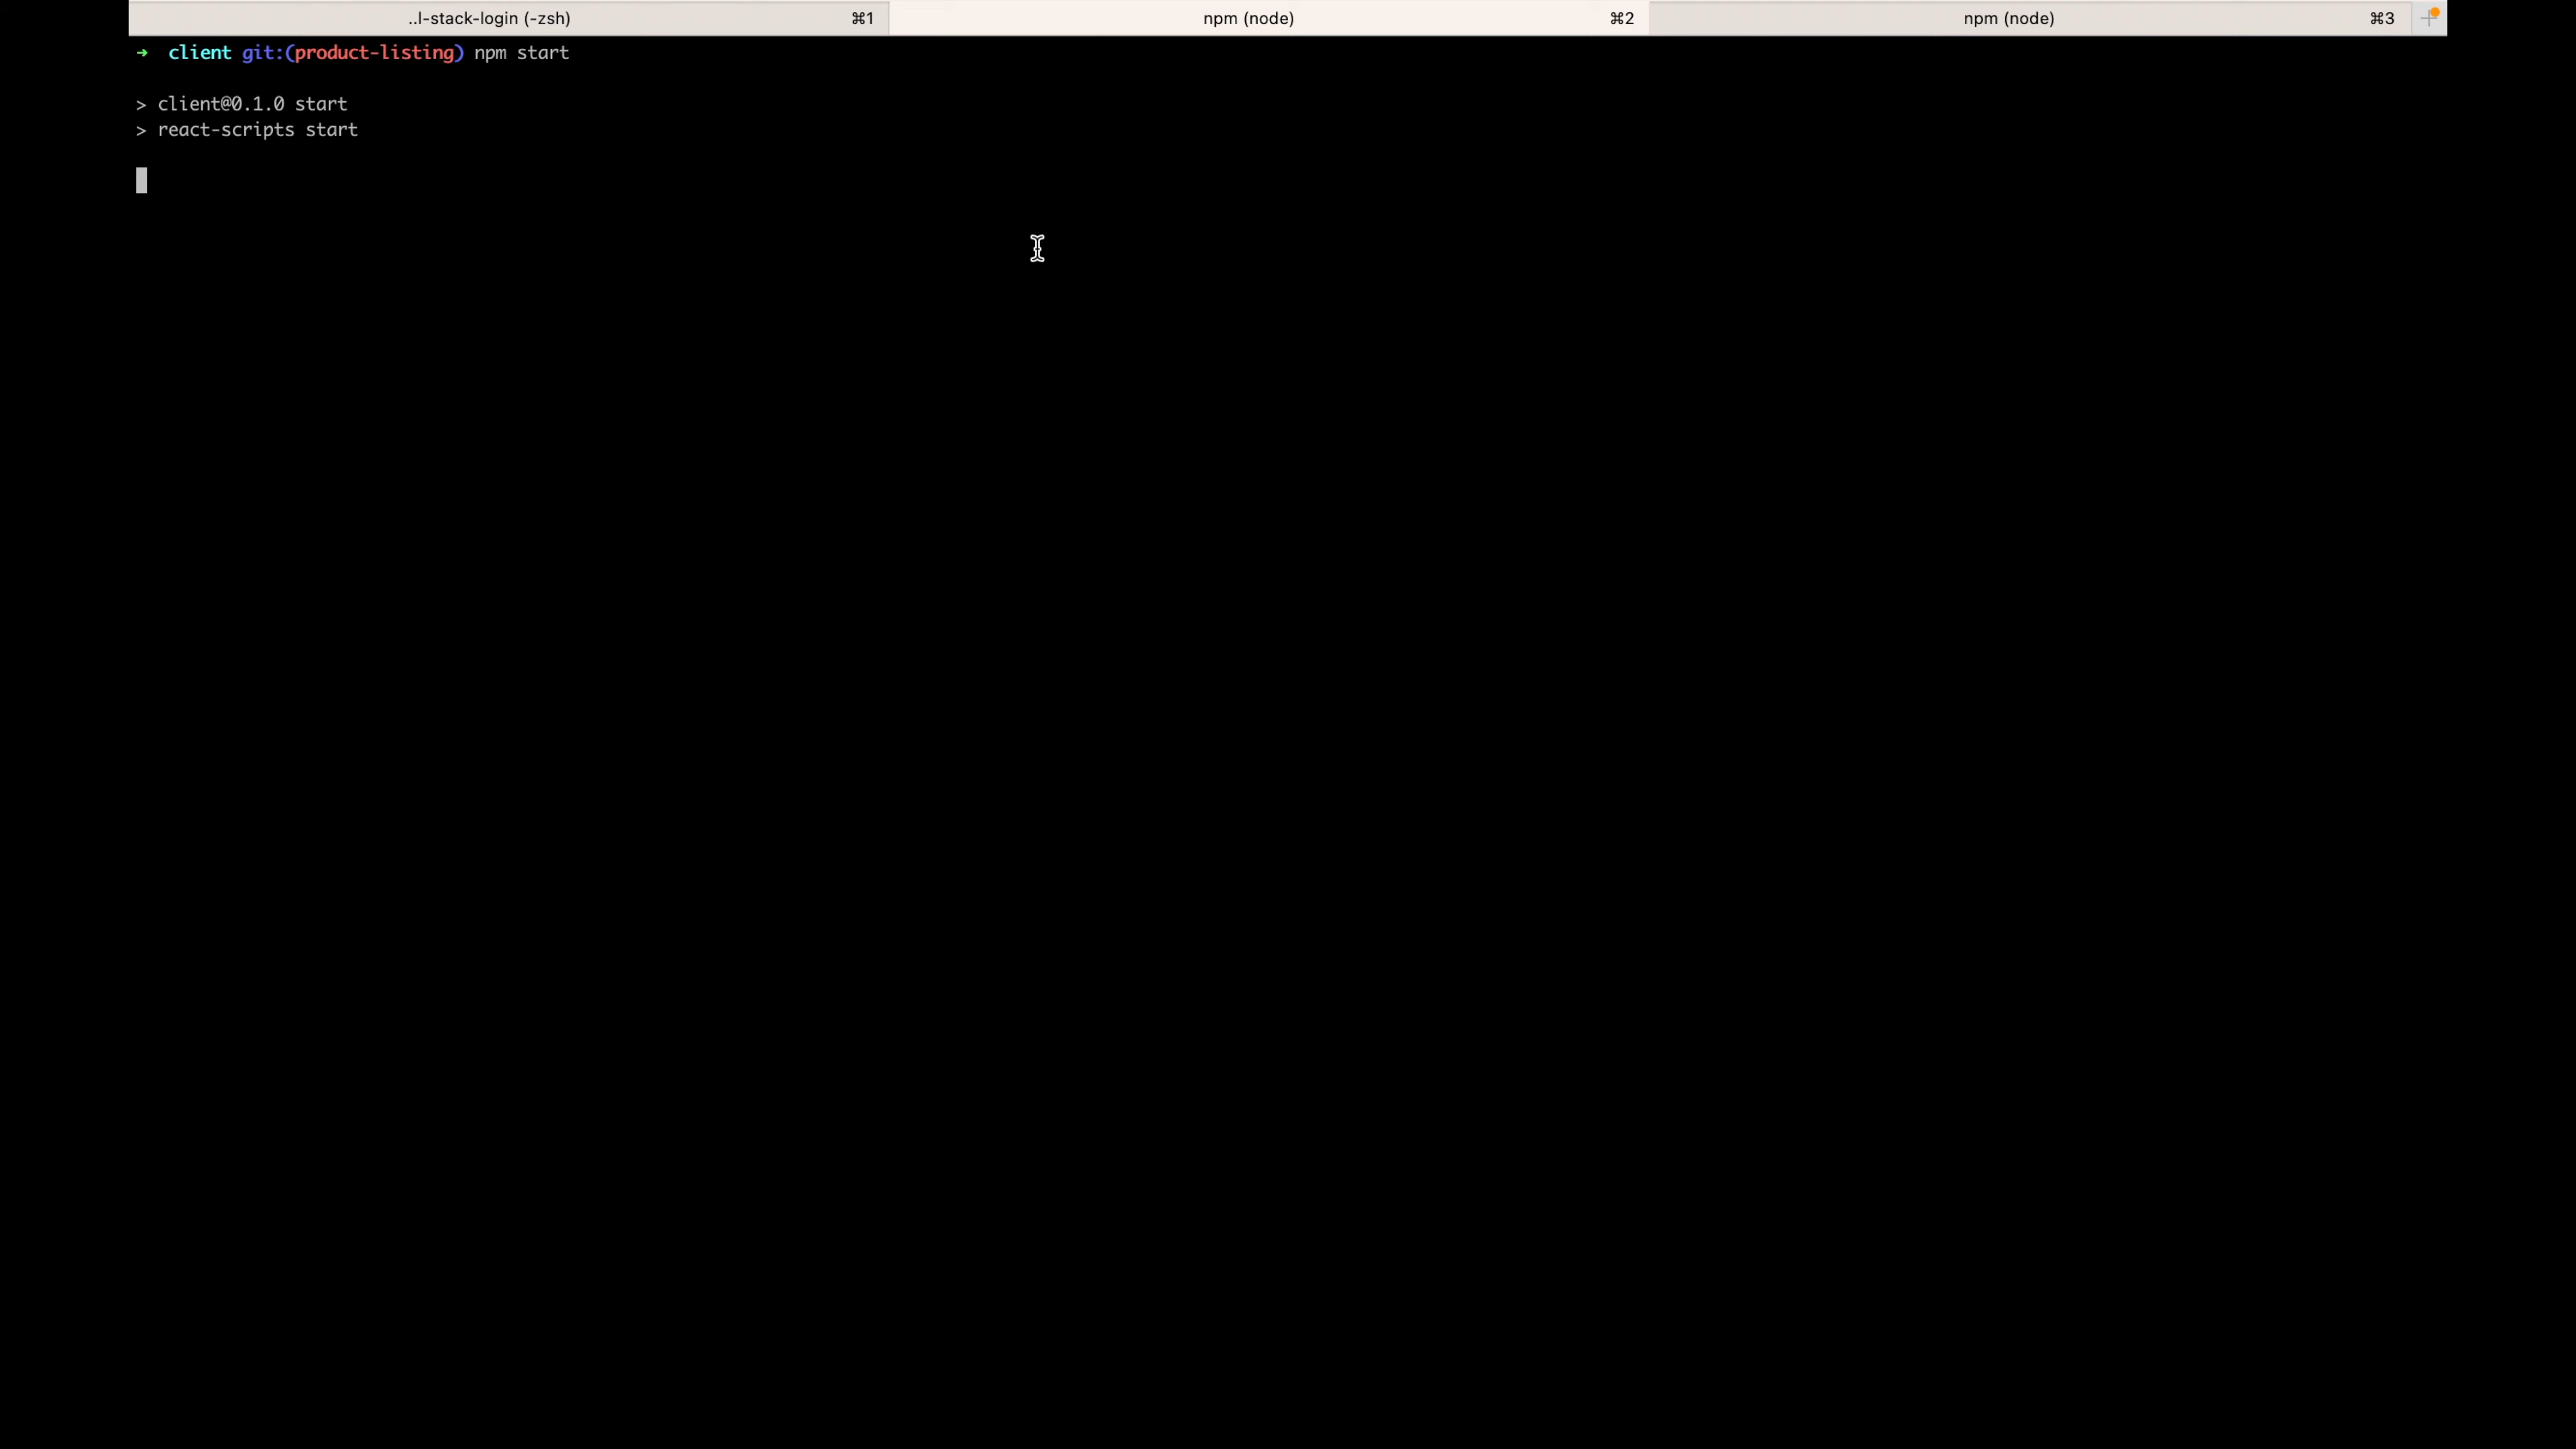 ..l-stack-login (-zsh) ⌘1 npm (node) ⌘2 npm (node) ⌘3
➜ client git:(product-listing) npm start
> client@0.1.0 start
> react-scripts start